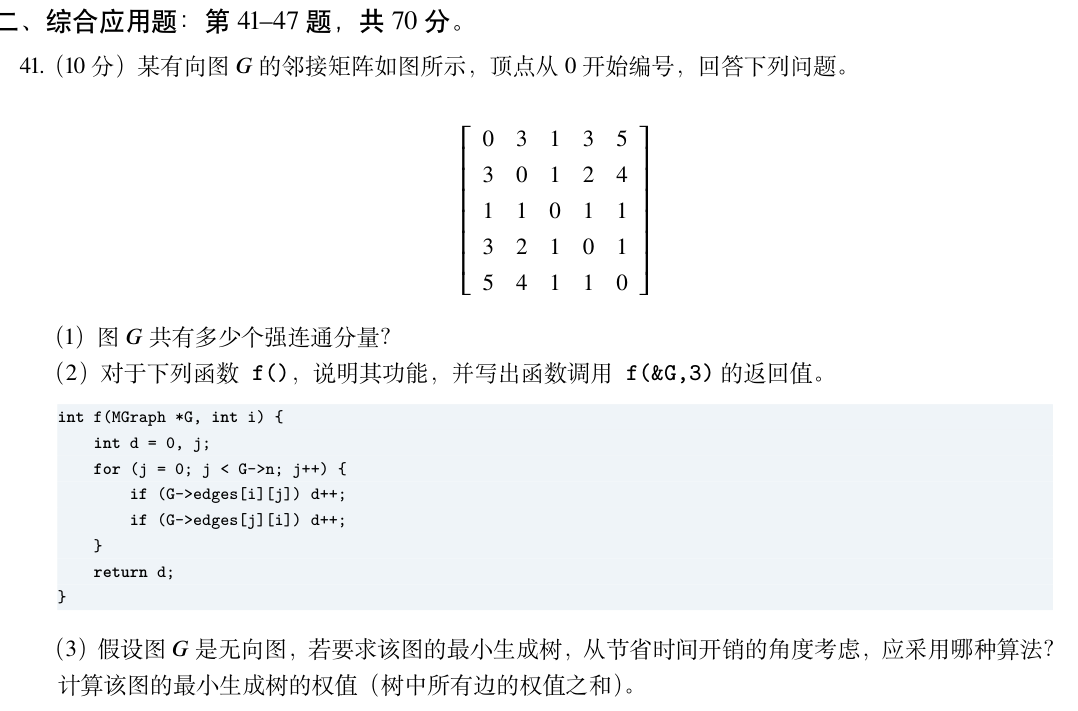 二、综合应用题：第 41–47 题，共 70 分。
41.（10 分）某有向图 G 的邻接矩阵如图所示，顶点从 0 开始编号，回答下列问题。
0 3 1 3 5
3 0 1 2 4
1 1 0 1 1
3 2 1 0 1
5 4 1 1 0
（1）图 G 共有多少个强连通分量？
（2）对于下列函数 f()，说明其功能，并写出函数调用 f(&G,3) 的返回值。
int f(MGraph *G, int i) {
    int d = 0, j;
    for (j = 0; j < G->n; j++) {
        if (G->edges[i][j]) d++;
        if (G->edges[j][i]) d++;
    }
    return d;
}
（3）假设图 G 是无向图，若要求该图的最小生成树，从节省时间开销的角度考虑，应采用哪种算法？
计算该图的最小生成树的权值（树中所有边的权值之和）。